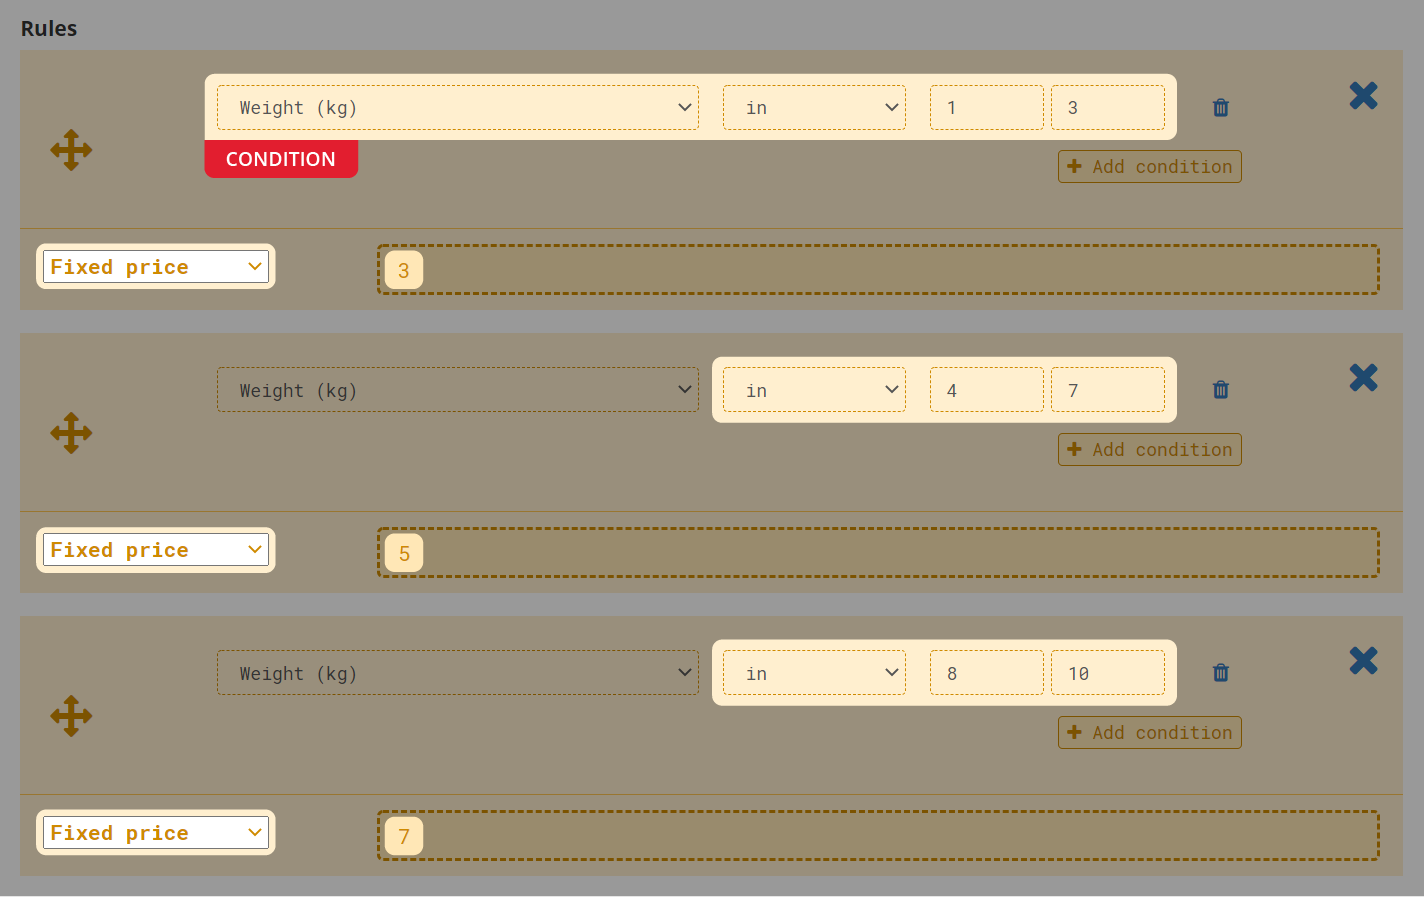 Rules
Weight (kg) in 1 3
CONDITION
Add condition
Fixed price 3
Weight (kg) in 4 7
Add condition
Fixed price 5
Weight (kg) in 8 10
Add condition
Fixed price 7